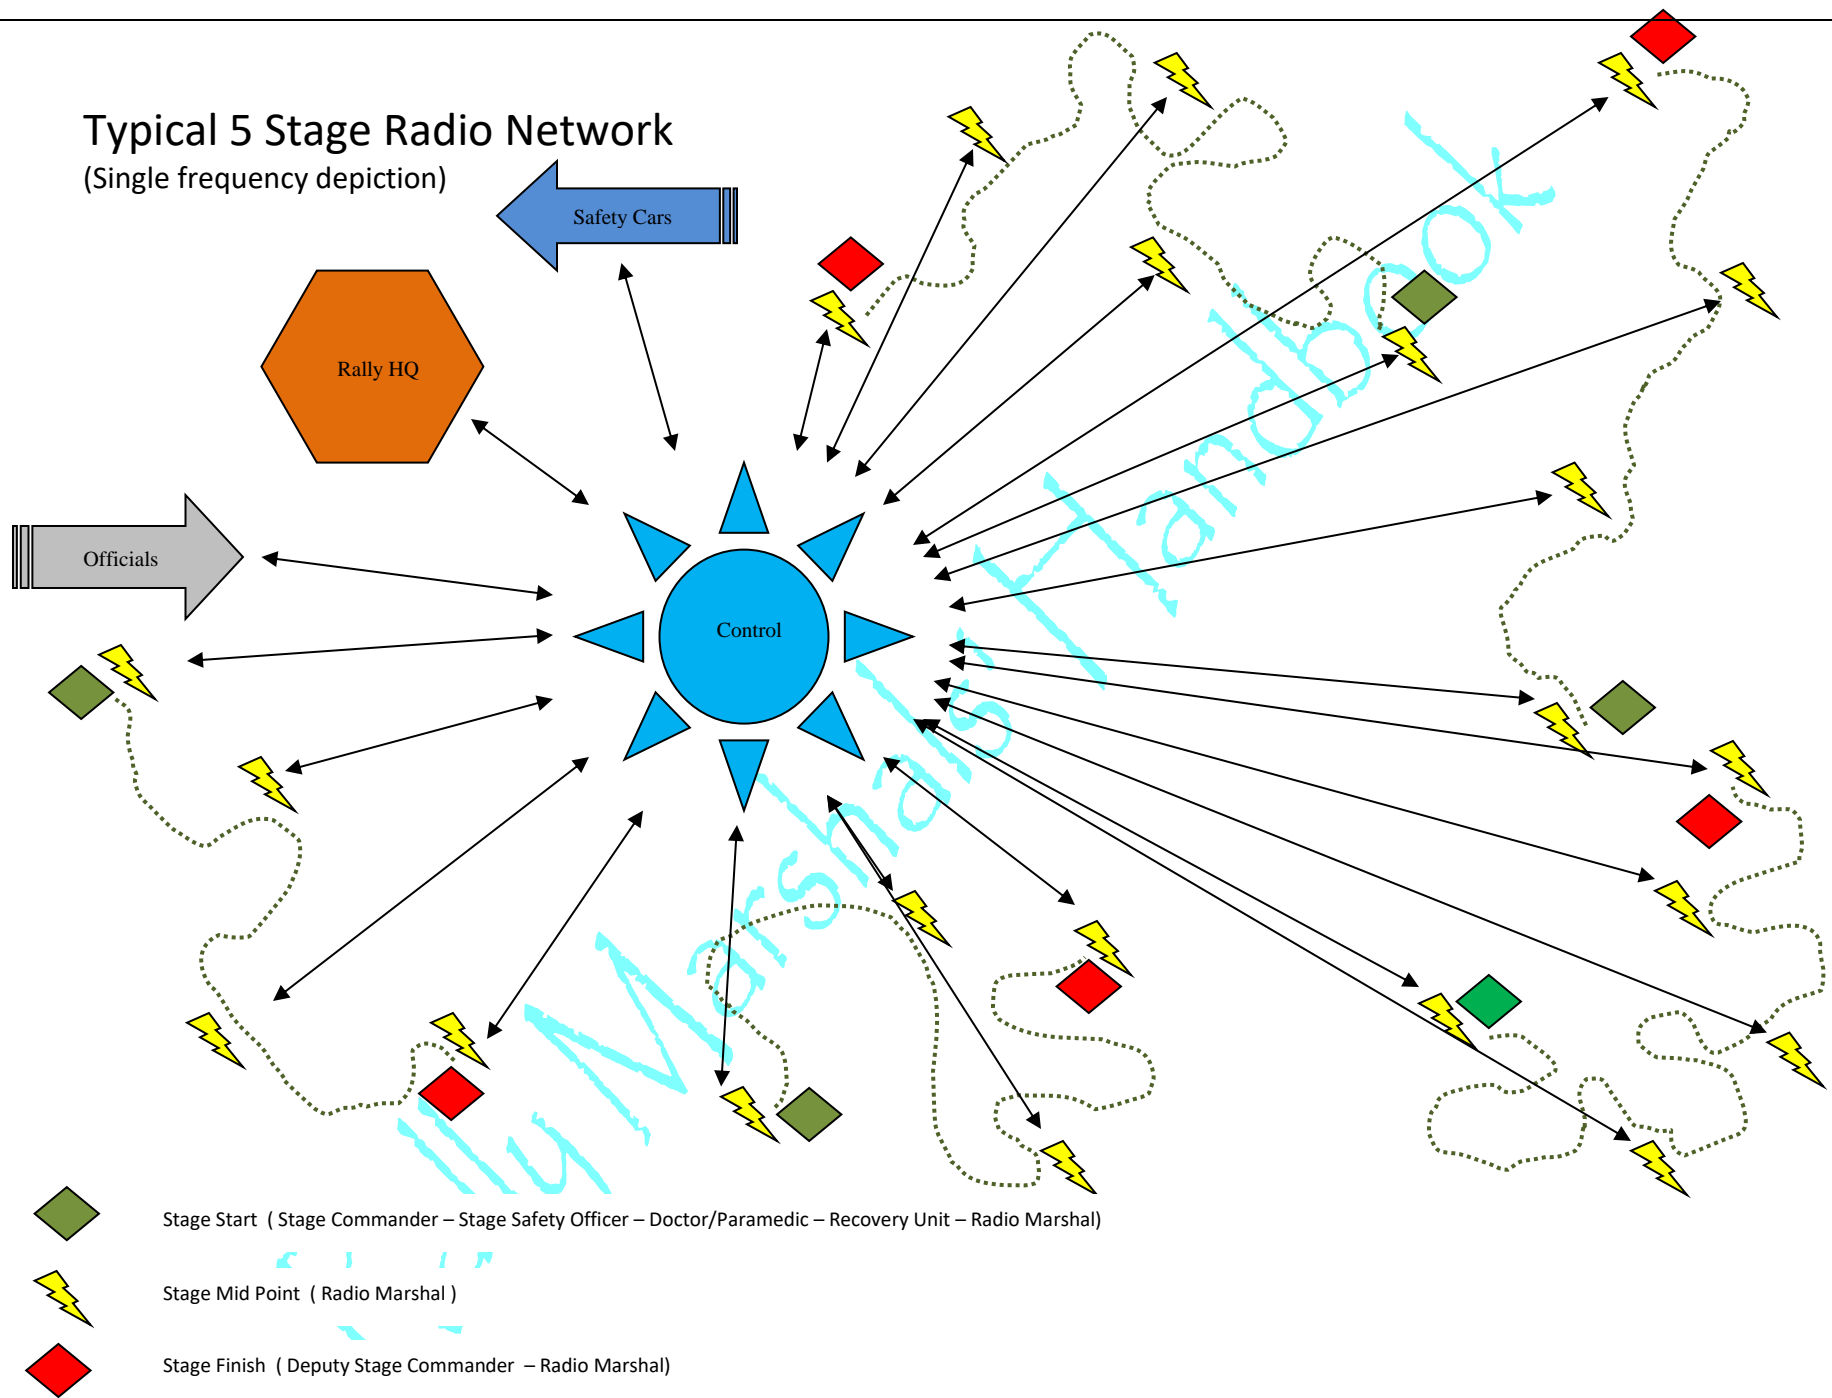 Typical 5 Stage Radio Network
(Single frequency depiction)
Safety Cars
Rally HQ
Officials
Control
Stage Start ( Stage Commander – Stage Safety Officer – Doctor/Paramedic – Recovery Unit – Radio Marshal)
Stage Mid Point ( Radio Marshal )
Stage Finish ( Deputy Stage Commander – Radio Marshal)
Marshals Handbook